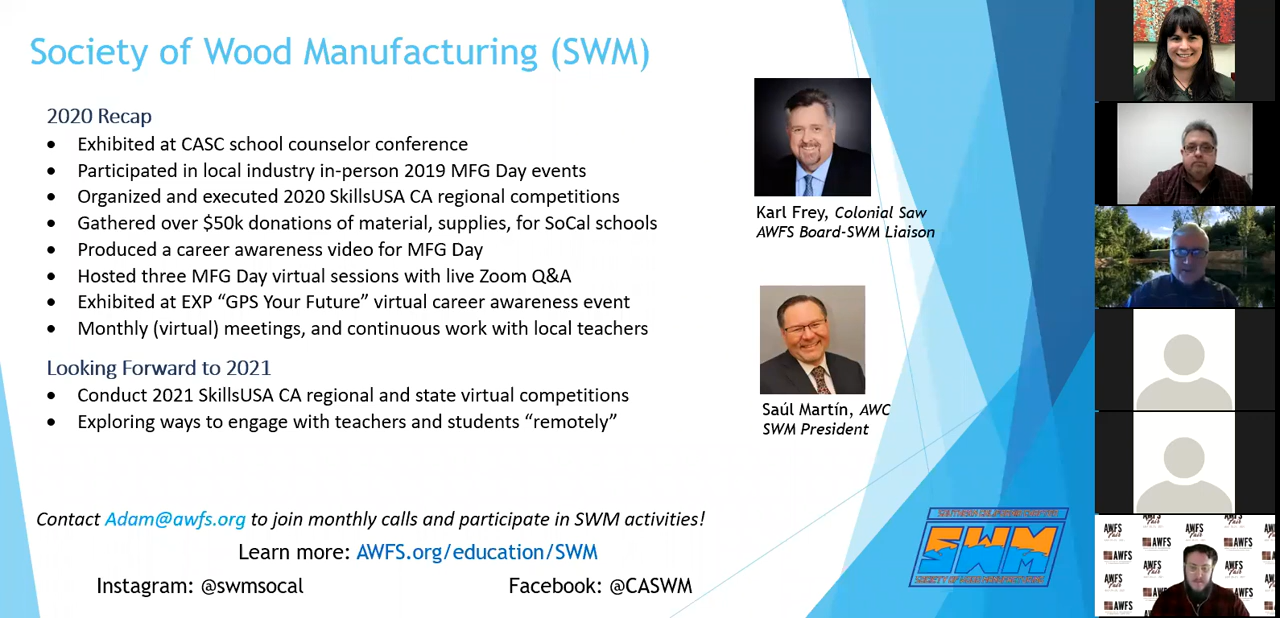 Society of Wood Manufacturing (SWM)
2020 Recap
• Exhibited at CASC school counselor conference
• Participated in local industry in-person 2019 MFG Day events
• Organized and executed 2020 SkillsUSA CA regional competitions
• Gathered over $50k donations of material, supplies, for SoCal schools
• Produced a career awareness video for MFG Day
• Hosted three MFG Day virtual sessions with live Zoom Q&A
• Exhibited at EXP “GPS Your Future” virtual career awareness event
• Monthly (virtual) meetings, and continuous work with local teachers
Looking Forward to 2021
• Conduct 2021 SkillsUSA CA regional and state virtual competitions
• Exploring ways to engage with teachers and students “remotely”
Contact Adam@awfs.org to join monthly calls and participate in SWM activities!
Learn more: AWFS.org/education/SWM
Instagram: @swmsocal Facebook: @CASWM
Karl Frey, Colonial Saw
AWFS Board-SWM Liaison
Saúl Martín, AWC
SWM President
SWM
SOCIETY OF WOOD MANUFACTURING
AWFS Fair
AWFS